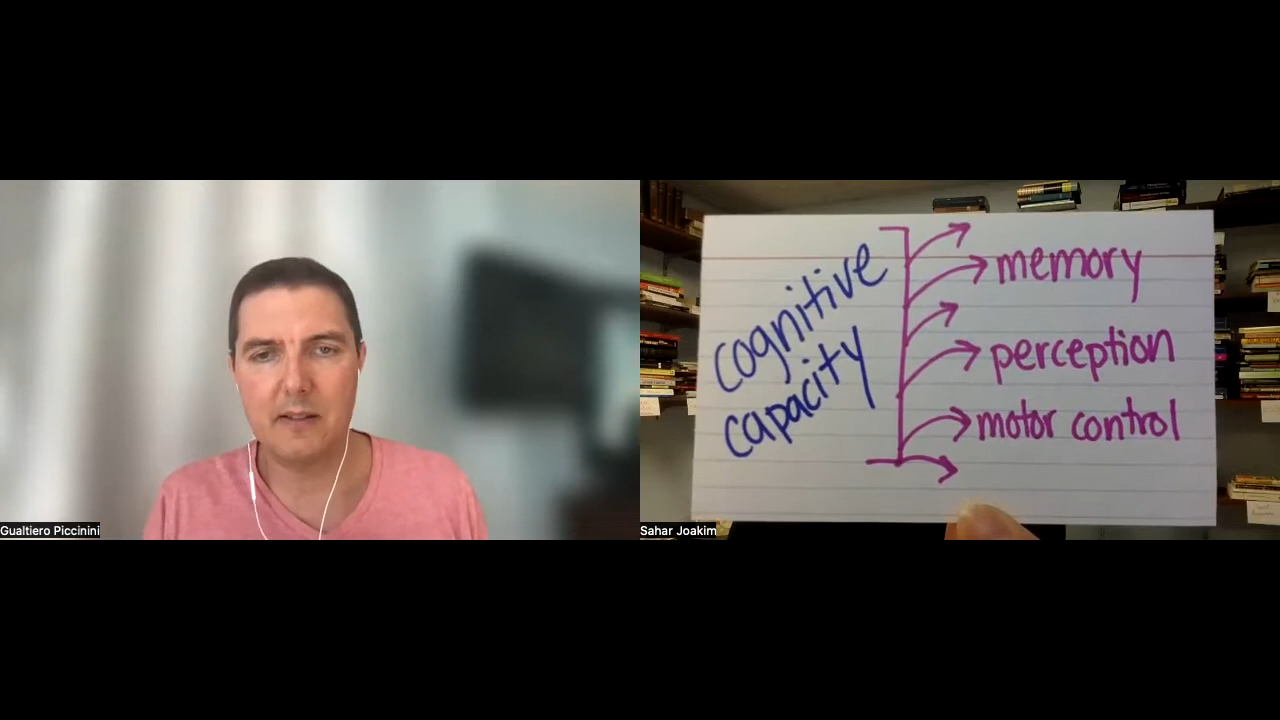 cognitive
capacity
memory
perception
motor control
Gualtiero Piccinini
Sahar Joakim